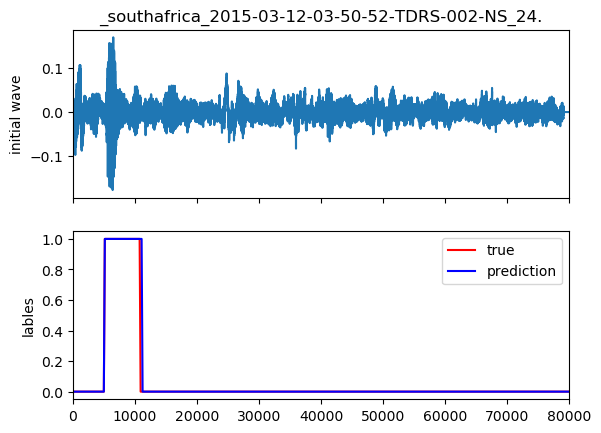 _southafrica_2015-03-12-03-50-52-TDRS-002-NS_24.
initial wave
0.1
0.0
−0.1
lables
1.0
0.8
0.6
0.4
0.2
0.0
true
prediction
0 10000 20000 30000 40000 50000 60000 70000 80000